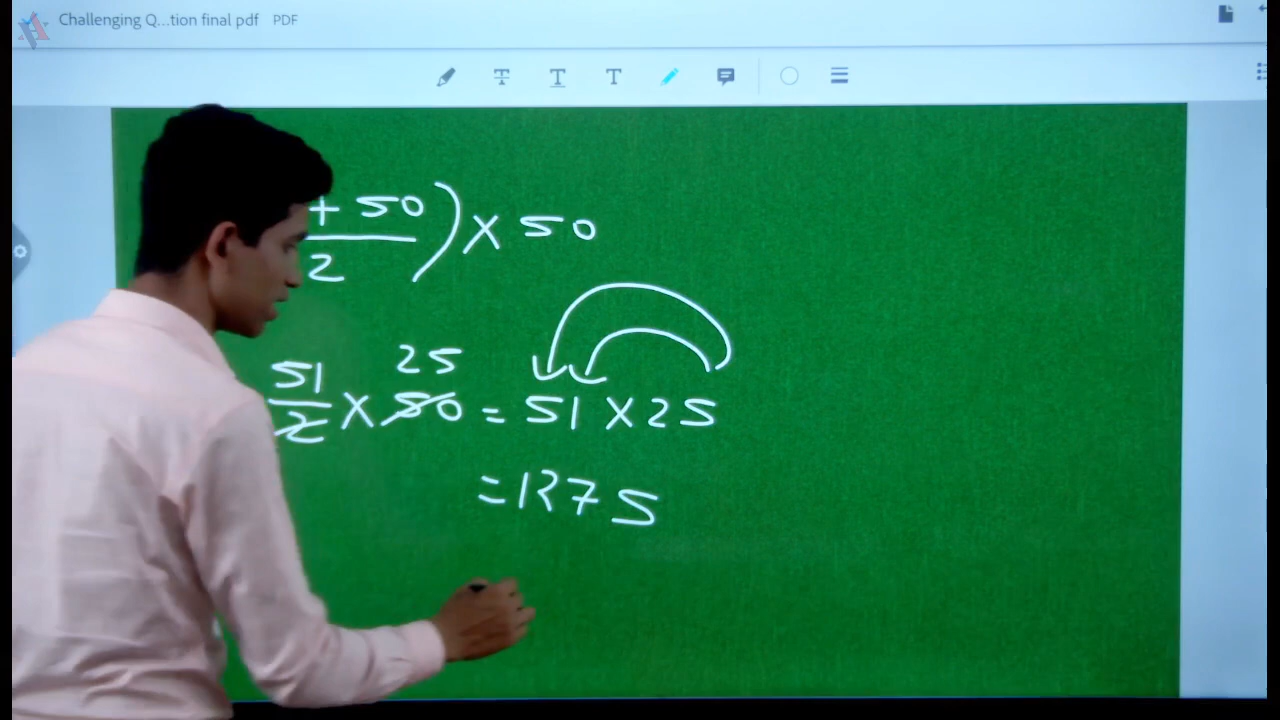 Challenging Q...tion final pdf PDF
+ 50
2
) × 50
25
51
2
× 50 = 51 × 25
= 1275